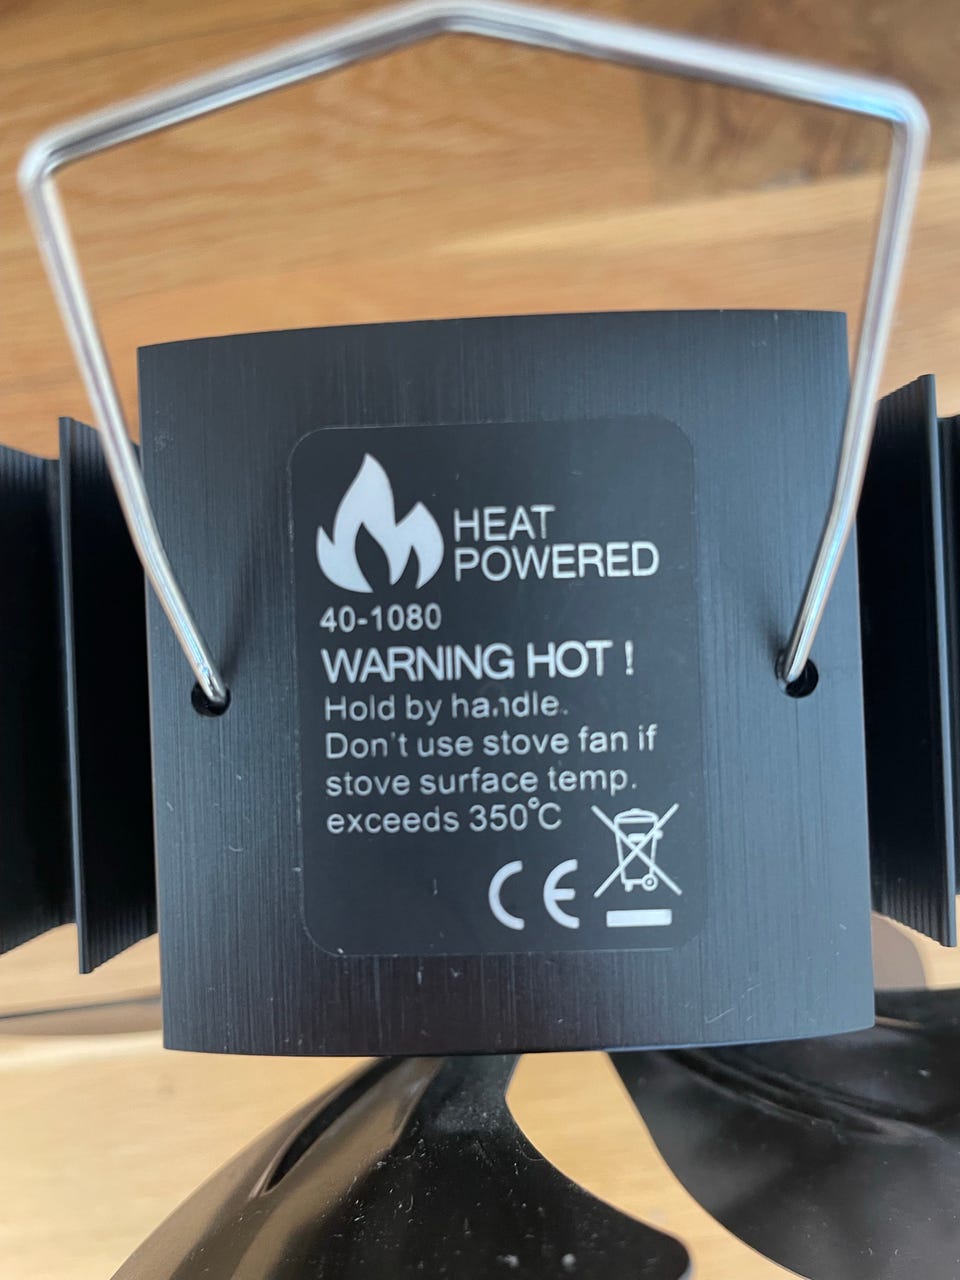 HEAT
POWERED
40-1080
WARNING HOT !
Hold by handle.
Don't use stove fan if
stove surface temp.
exceeds 350°C
CE